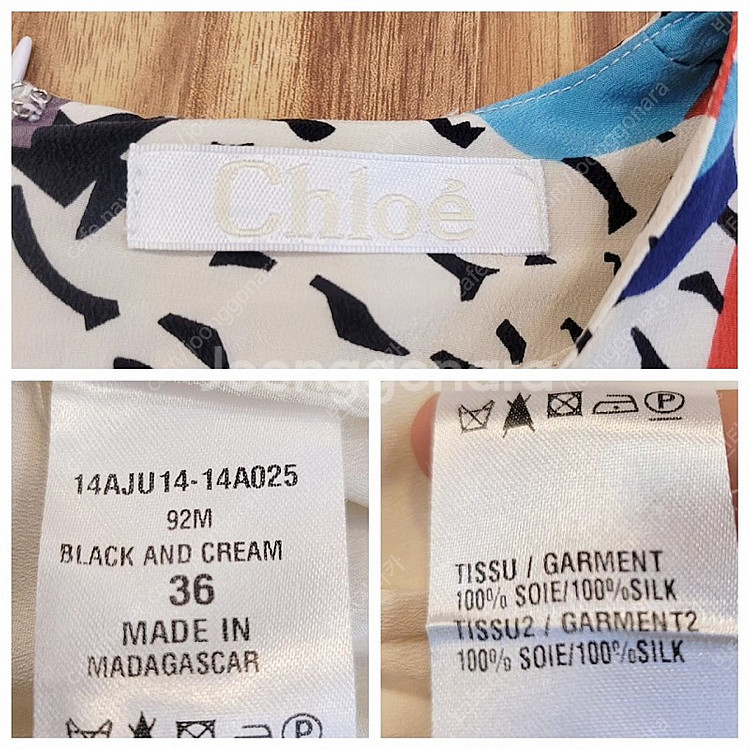 Chloé
Joonggonara
14AJU14-14A025
92M
BLACK AND CREAM
36
MADE IN
MADAGASCAR
P
P
TISSU / GARMENT
100% SOIE/100%SILK
TISSU2 / GARMENT2
100% SOIE/100%SILK